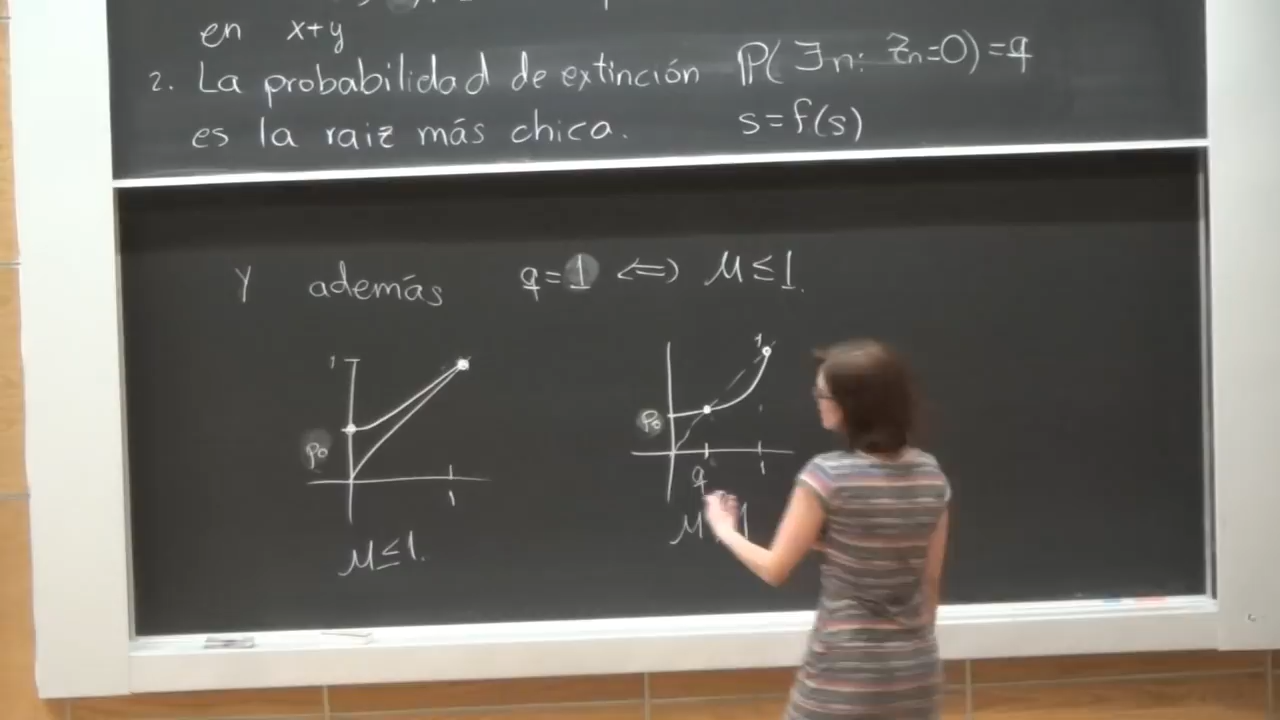 en x+y
2. La probabilidad de extinción P(∃n: Zn=0)=q
es la raiz más chica. s=f(s)
Y además q=1 <=> μ≤1.
1 1
p0 p0
q
1 1
μ≤1. μ 1